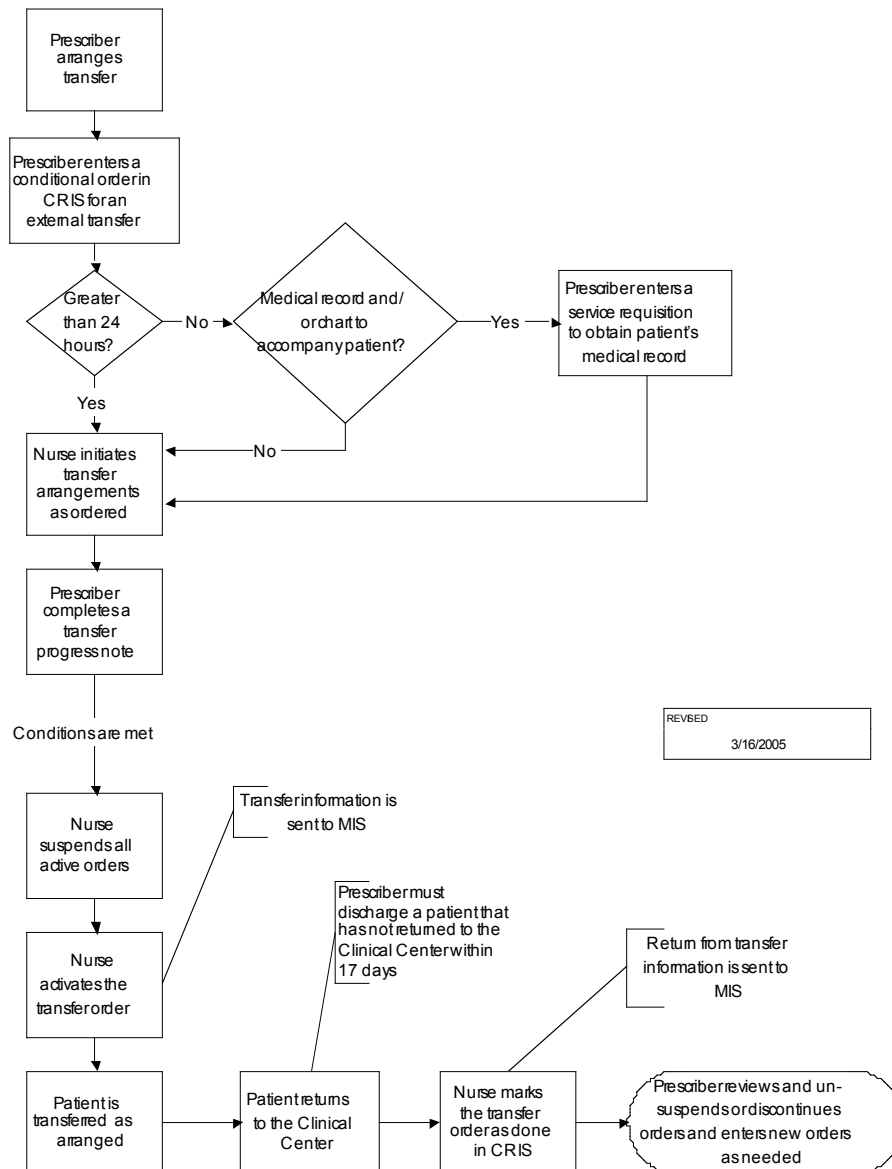 Prescriber
arranges
transfer
Prescriber enters a
conditional order in
CRIS for an
external transfer
Greater
than 24
hours?
No
Medical record and/
or chart to
accompany patient?
Yes
Prescriber enters a
service requisition
to obtain patient's
medical record
Yes
No
Nurse initiates
transfer
arrangements
as ordered
Prescriber
completes a
transfer
progress note
Conditions are met
REVISED
3/16/2005
Nurse
suspends all
active orders
Transfer information is
sent to MIS
Nurse
activates the
transfer order
Prescriber must
discharge a patient that
has not returned to the
Clinical Center within
17 days
Return from transfer
information is sent to
MIS
Patient is
transferred as
arranged
Patient returns
to the Clinical
Center
Nurse marks
the transfer
order as done
in CRIS
Prescriber reviews and un-
suspends or discontinues
orders and enters new orders
as needed